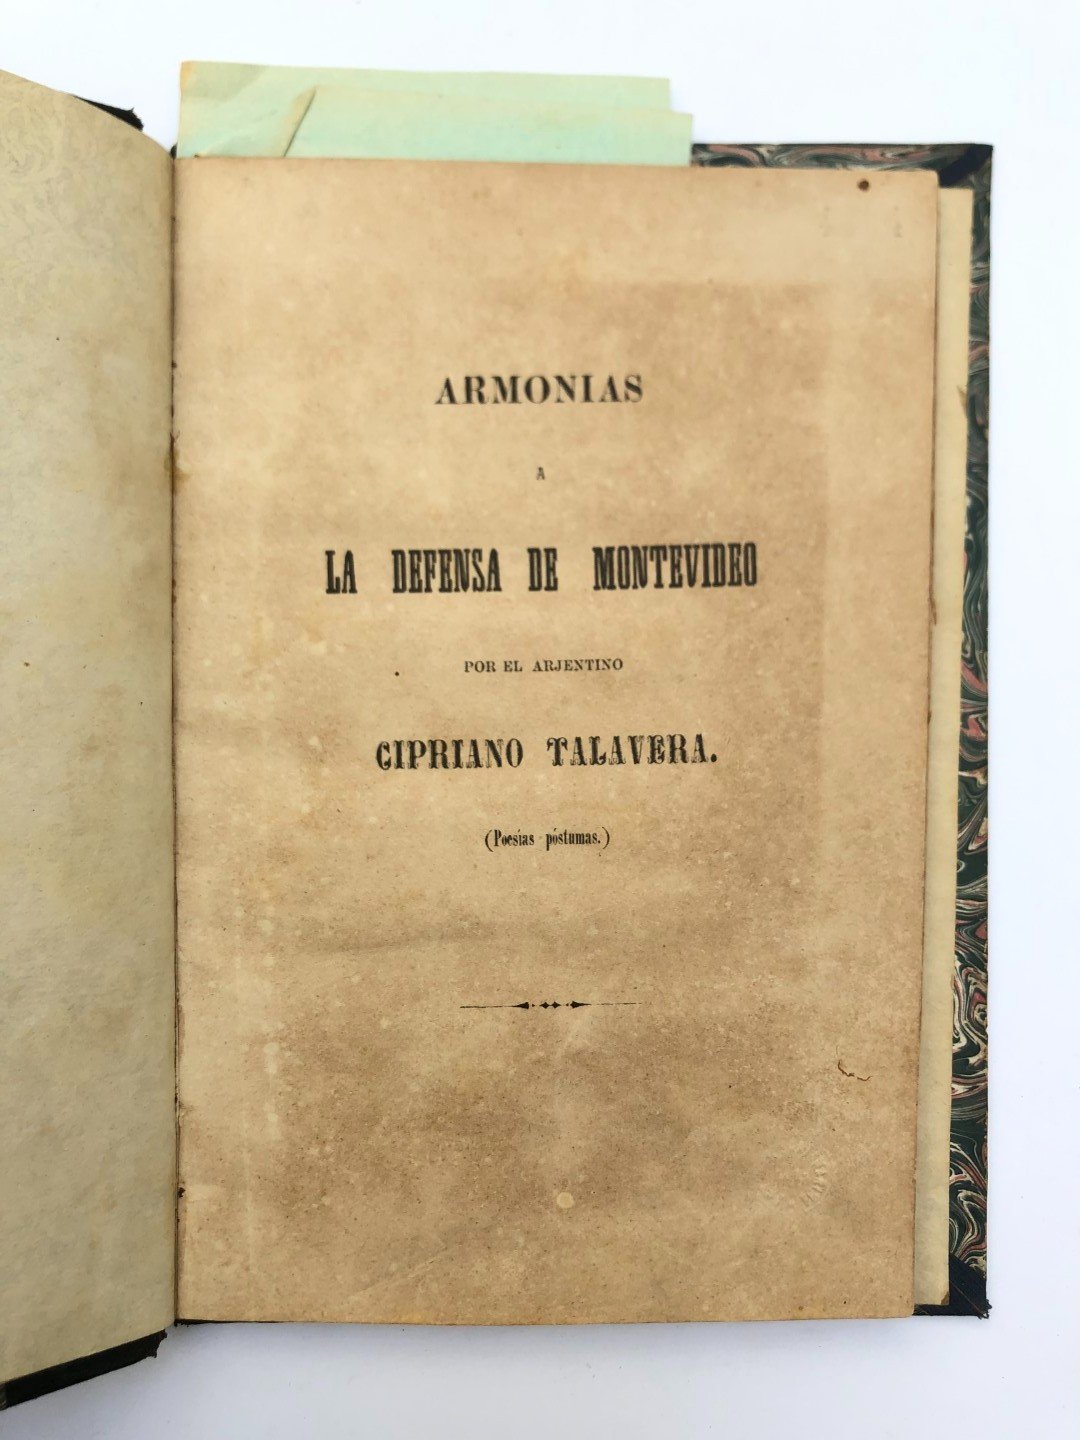 ARMONIAS
A
LA DEFENSA DE MONTEVIDEO
POR EL ARJENTINO
CIPRIANO TALAVERA.
(Poesías póstumas.)